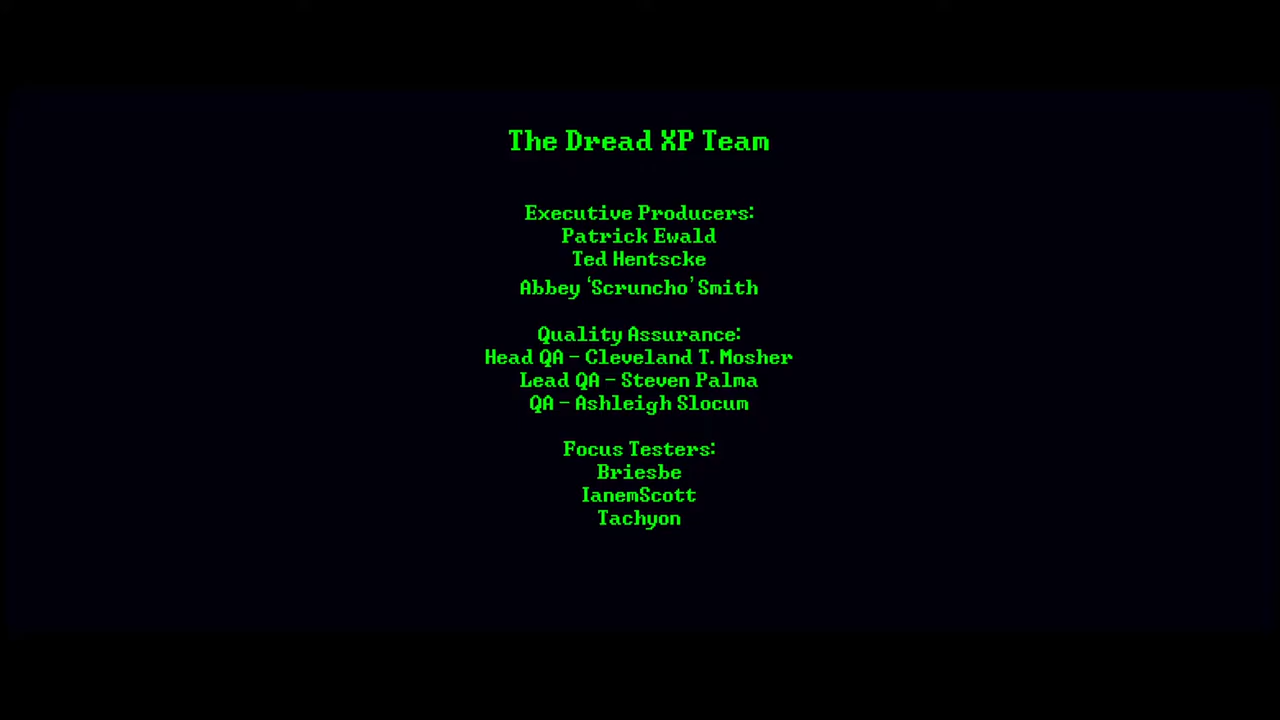 The Dread XP Team
Executive Producers:
Patrick Ewald
Ted Hentscke
Abbey ‘Scruncho’ Smith
Quality Assurance:
Head QA - Cleveland T. Mosher
Lead QA - Steven Palma
QA - Ashleigh Slocum
Focus Testers:
Briesbe
IanemScott
Tachyon